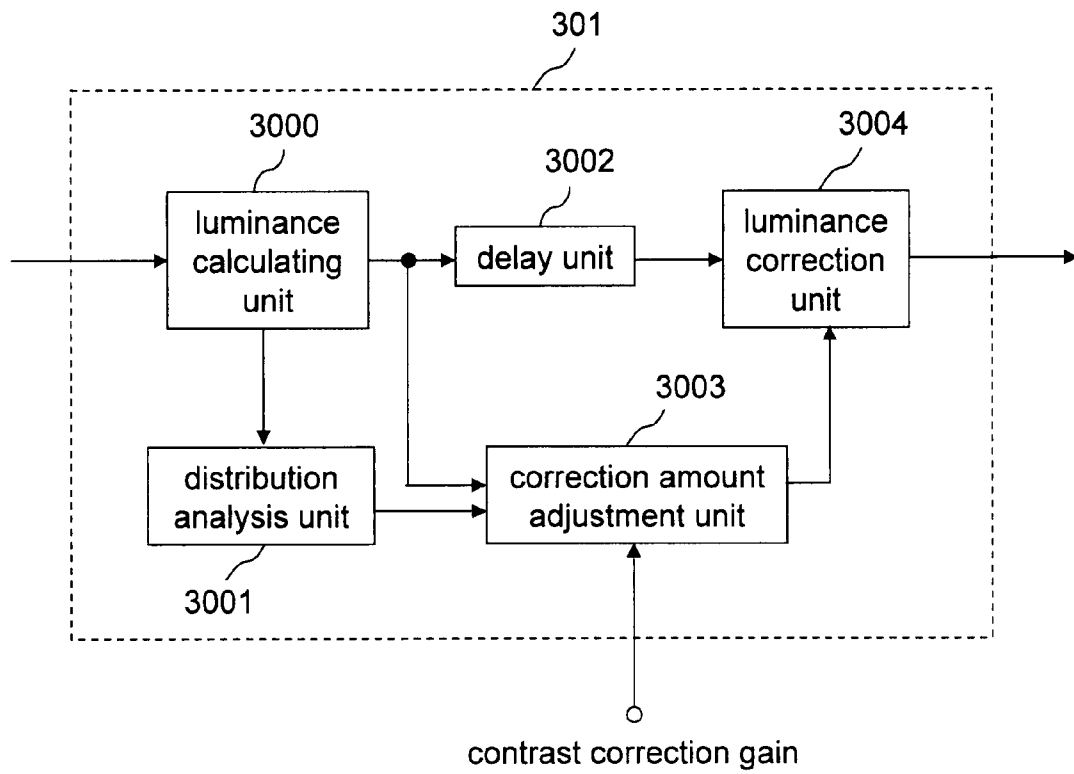 301
3000
luminance
calculating
unit
3002
delay unit
3004
luminance
correction
unit
distribution
analysis unit
3001
3003
correction amount
adjustment unit
contrast correction gain